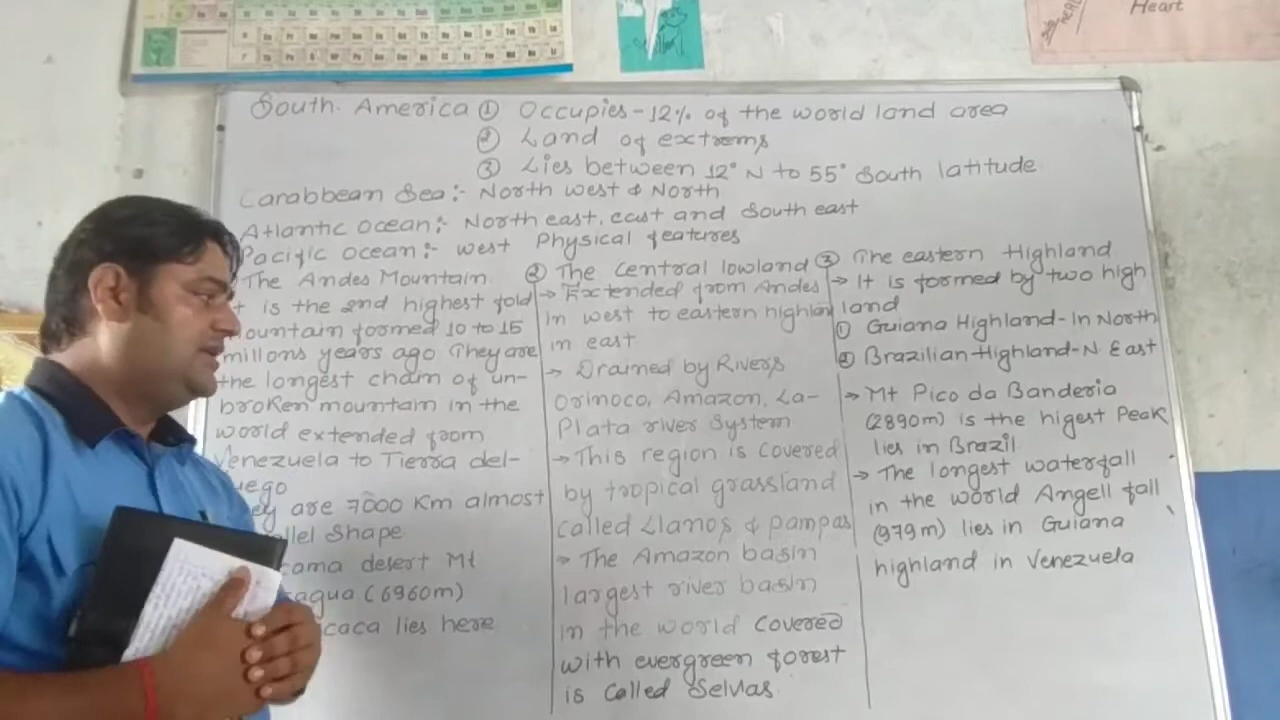 Heart
South America ① Occupies-12% of the world land area
② Land of extrems
③ Lies between 12° N to 55° South latitude
Carabbean Sea:- North west & North
Atlantic Ocean:- North east, east and South east
Pacific Ocean:- west Physical features
The Andes Mountain
is the 2nd highest fold
ountain formed 10 to 15
millons years ago They are
the longest chain of un-
broken mountain in the
world extended from
Venezuela to Tierra del-
uego
ey are 7000 Km almost
llel Shape
cama desert Mt
agua (6960m)
caca lies here
② The Central lowland
→ Extended from Andes
in west to eastern highlan
in east
→ Drained by Rivers
Orinoco, Amazon, La-
Plata river System
→ This region is covered
by tropical grassland
called Llanos & pampas
→ The Amazon basin
largest river basin
in the world covered
with evergreen forest
is called Selvas
③ The eastern Highland
→ It is formed by two high
land
① Guiana Highland-In North
② Brazilian Highland-N. East
→ Mt Pico da Banderia
(2890m) is the higest Peak
lies in Brazil
→ The longest waterfall
in the world Angell fall
(979m) lies in Guiana
highland in Venezuela